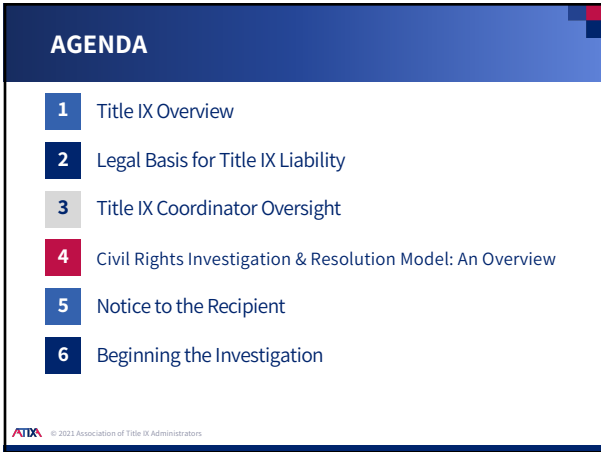 AGENDA
1 Title IX Overview
2 Legal Basis for Title IX Liability
3 Title IX Coordinator Oversight
4 Civil Rights Investigation & Resolution Model: An Overview
5 Notice to the Recipient
6 Beginning the Investigation
ATIXA © 2021 Association of Title IX Administrators